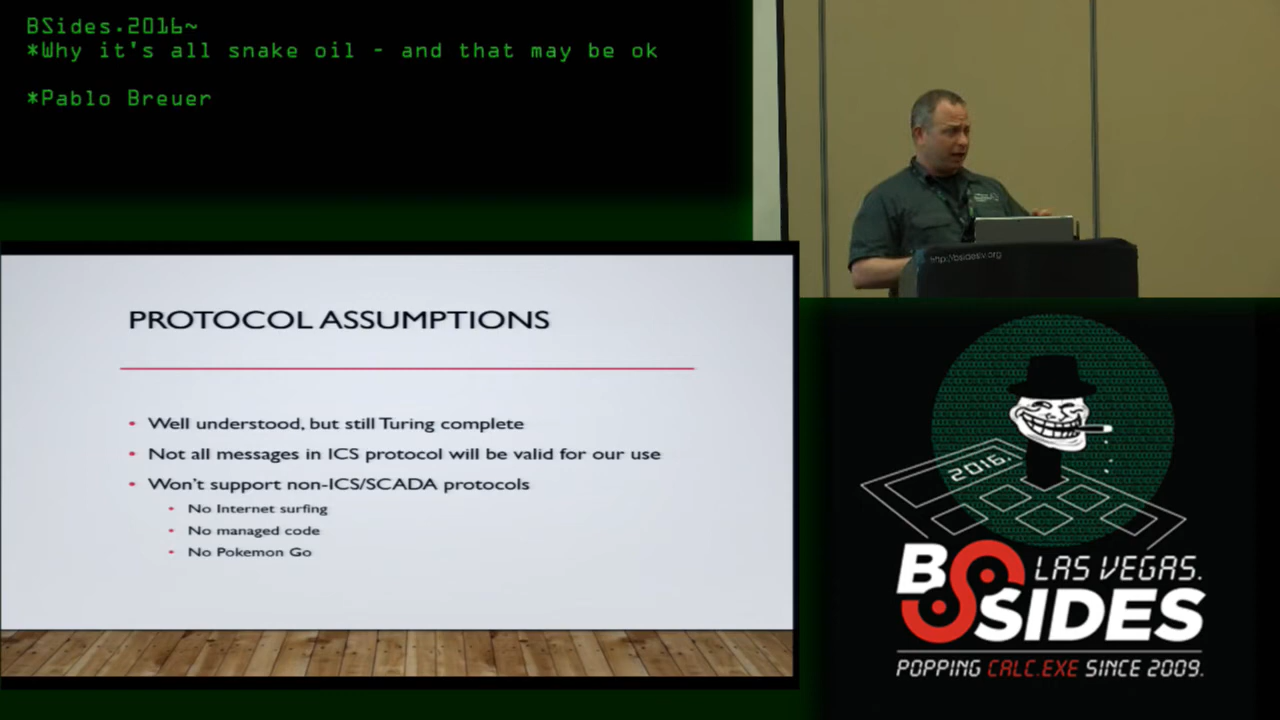 BSides.2016~
*Why it's all snake oil - and that may be ok
*Pablo Breuer
http://bsideslv.org
PROTOCOL ASSUMPTIONS
• Well understood, but still Turing complete
• Not all messages in ICS protocol will be valid for our use
• Won't support non-ICS/SCADA protocols
• No Internet surfing
• No managed code
• No Pokemon Go
2016.
BSIDES
LAS VEGAS.
POPPING CALC.EXE SINCE 2009.